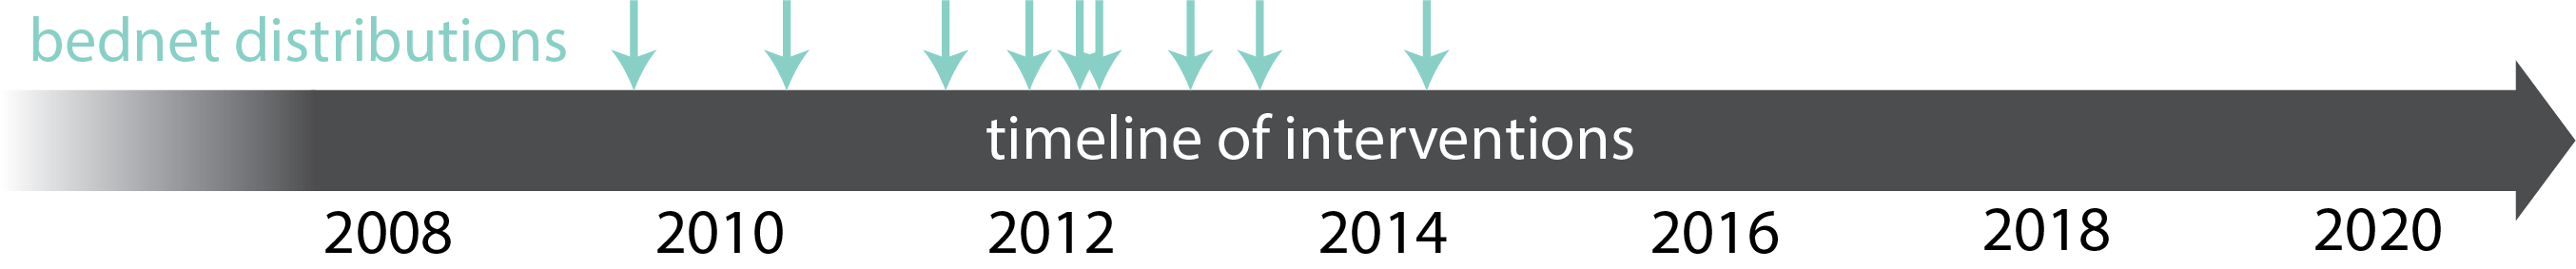 bednet distributions
timeline of interventions
2008 2010 2012 2014 2016 2018 2020